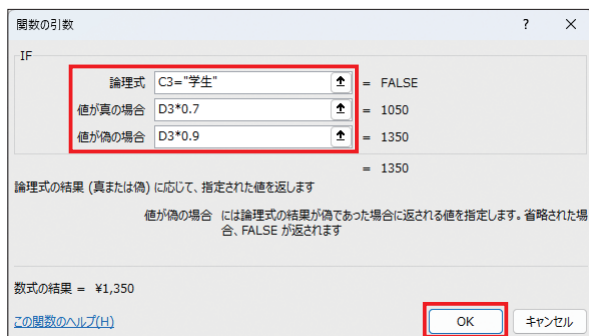 関数の引数 ? ×
IF
論理式 C3="学生" = FALSE
値が真の場合 D3*0.7 = 1050
値が偽の場合 D3*0.9 = 1350
= 1350
論理式の結果 (真または偽) に応じて、指定された値を返します
値が偽の場合 には論理式の結果が偽であった場合に返される値を指定します。省略された場
合、FALSE が返されます
数式の結果 = ¥1,350
この関数のヘルプ(H) OK キャンセル